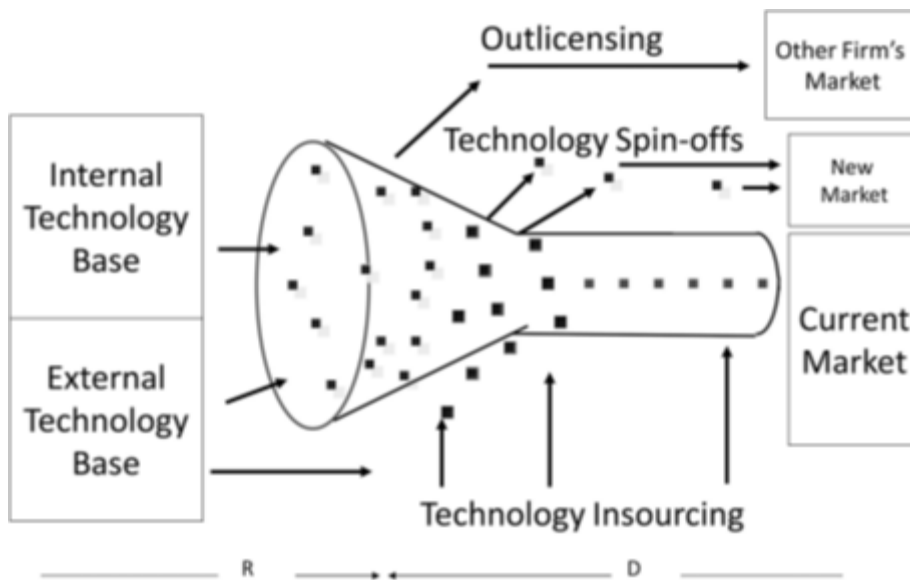 Outlicensing
Other Firm's
Market
Technology Spin-offs
New
Market
Internal
Technology
Base
External
Technology
Base
Current
Market
Technology Insourcing
R
D